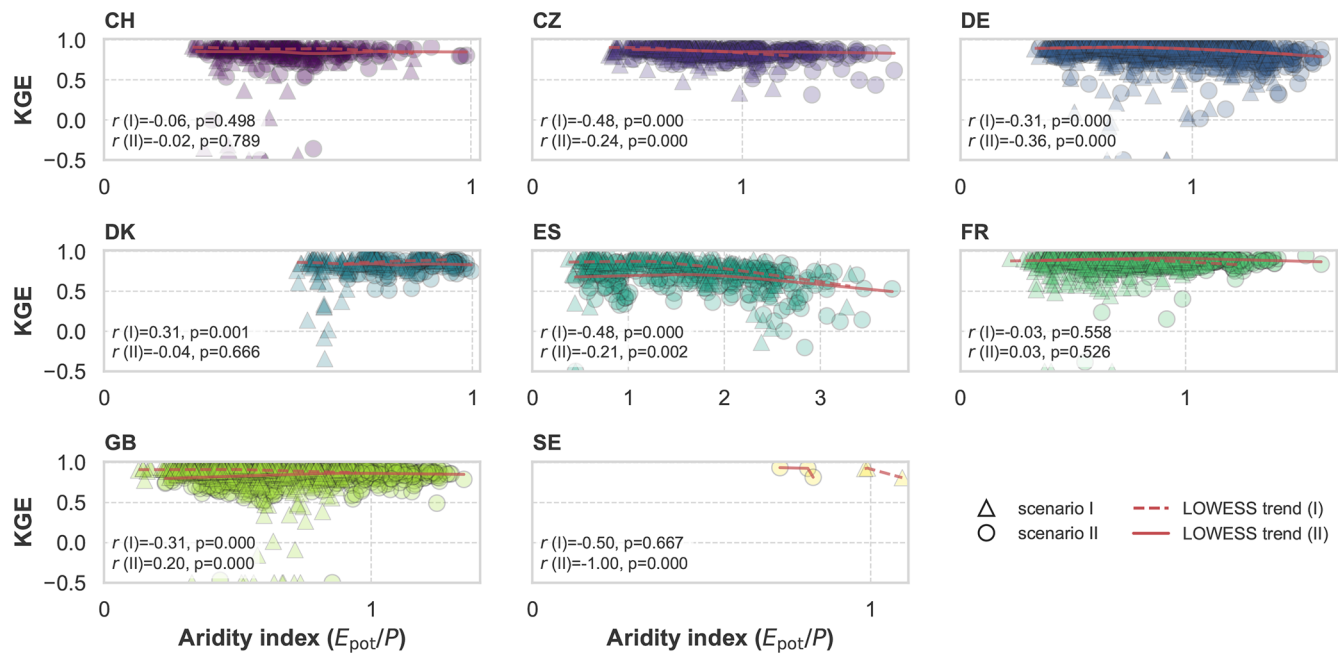 CH
CZ
DE
KGE
1.0
0.5
0.0
−0.5
r (I)=-0.06, p=0.498
r (II)=-0.02, p=0.789
r (I)=-0.48, p=0.000
r (II)=-0.24, p=0.000
r (I)=-0.31, p=0.000
r (II)=-0.36, p=0.000
0 1
0 1
0 1
DK
ES
FR
KGE
1.0
0.5
0.0
−0.5
r (I)=0.31, p=0.001
r (II)=-0.04, p=0.666
r (I)=-0.48, p=0.000
r (II)=-0.21, p=0.002
r (I)=-0.03, p=0.558
r (II)=0.03, p=0.526
0 1
0 1 2 3
0 1
GB
SE
KGE
1.0
0.5
0.0
−0.5
r (I)=-0.31, p=0.000
r (II)=0.20, p=0.000
r (I)=-0.50, p=0.667
r (II)=-1.00, p=0.000
0 1
0 1
Aridity index (Epot/P)
Aridity index (Epot/P)
scenario I
scenario II
LOWESS trend (I)
LOWESS trend (II)